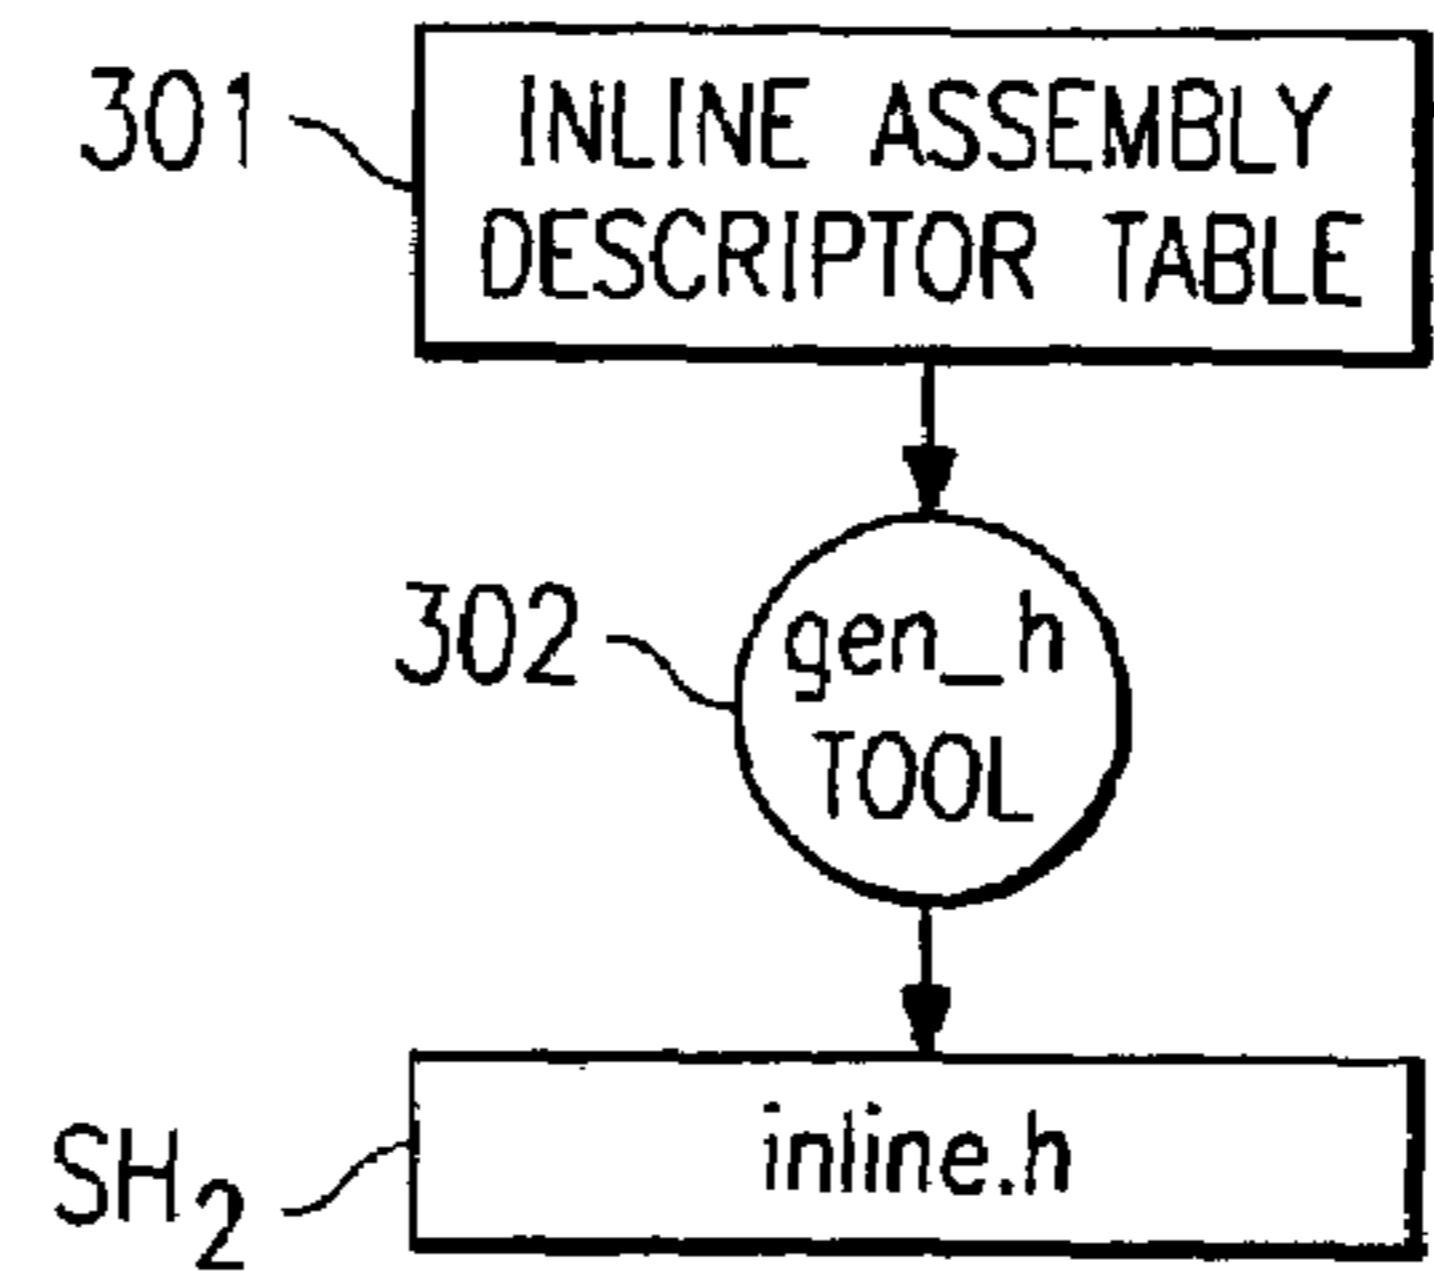 301
INLINE ASSEMBLY
DESCRIPTOR TABLE
302
gen_h
TOOL
SH2
inline.h